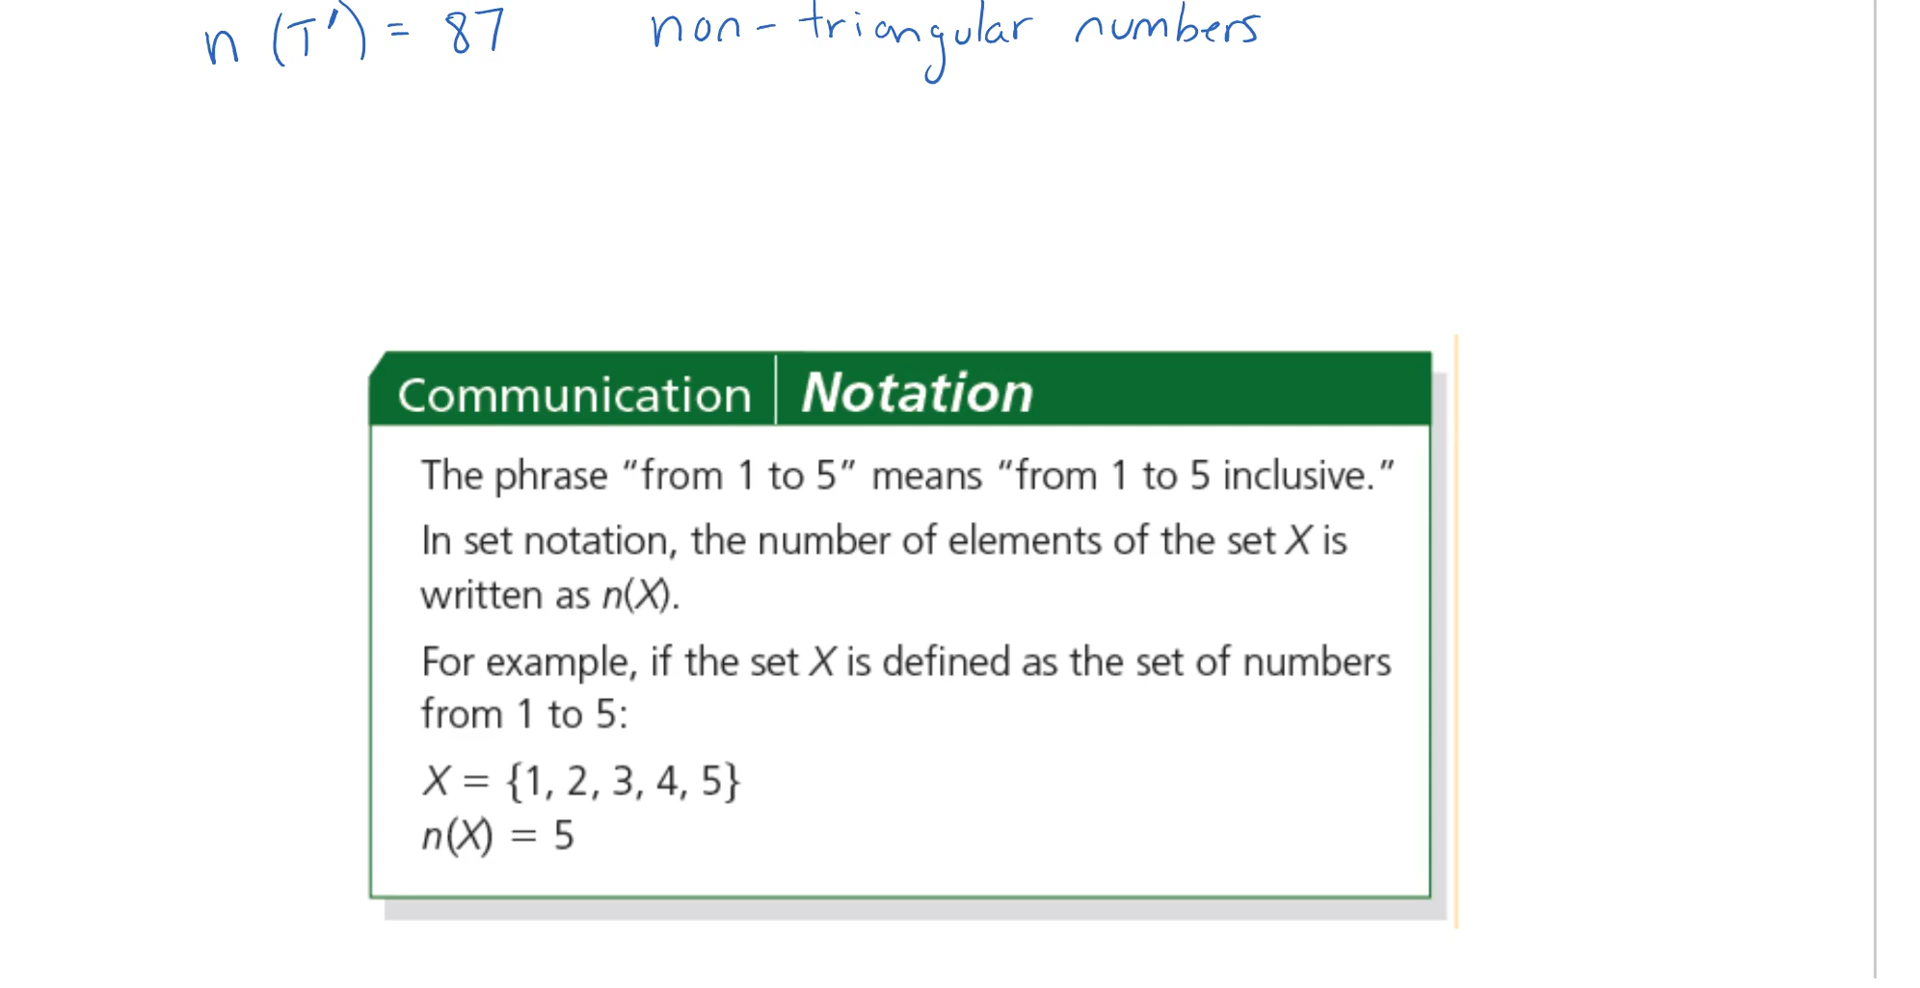 n (T') = 87 non-triangular numbers
Communication Notation
The phrase “from 1 to 5” means “from 1 to 5 inclusive.”
In set notation, the number of elements of the set X is
written as n(X).
For example, if the set X is defined as the set of numbers
from 1 to 5:
X = {1, 2, 3, 4, 5}
n(X) = 5